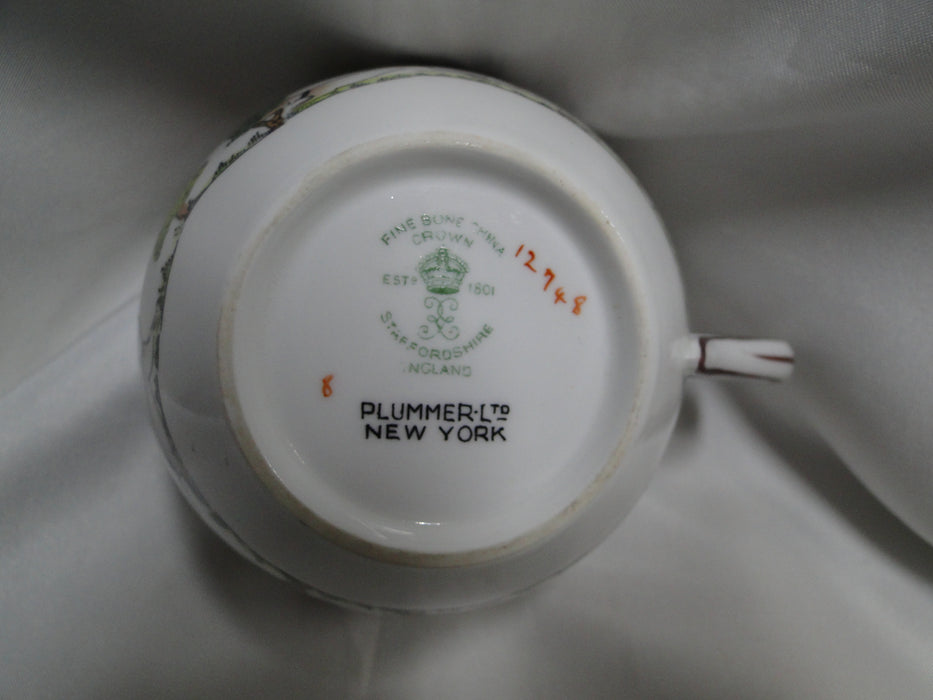 FINE BONE CHINA
CROWN
ESTD 1801
STAFFORDSHIRE
ENGLAND
12748
8
PLUMMER·LTD
NEW YORK